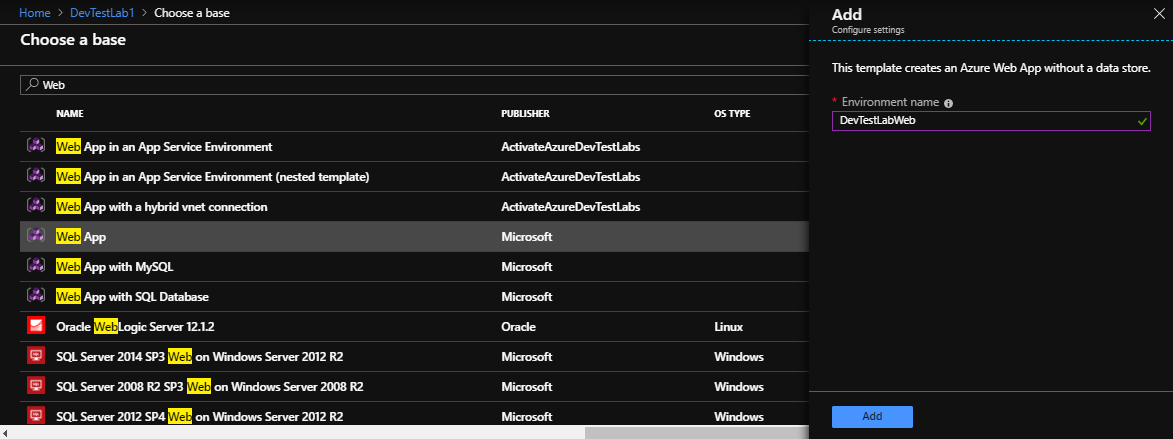 Home > DevTestLab1 > Choose a base
Choose a base
Web
NAME PUBLISHER OS TYPE
Web App in an App Service Environment ActivateAzureDevTestLabs
Web App in an App Service Environment (nested template) ActivateAzureDevTestLabs
Web App with a hybrid vnet connection ActivateAzureDevTestLabs
Web App Microsoft
Web App with MySQL Microsoft
Web App with SQL Database Microsoft
Oracle WebLogic Server 12.1.2 Oracle Linux
SQL Server 2014 SP3 Web on Windows Server 2012 R2 Microsoft Windows
SQL Server 2008 R2 SP3 Web on Windows Server 2008 R2 Microsoft Windows
SQL Server 2012 SP4 Web on Windows Server 2012 R2 Microsoft Windows
Add
Configure settings
This template creates an Azure Web App without a data store.
* Environment name
DevTestLabWeb
Add